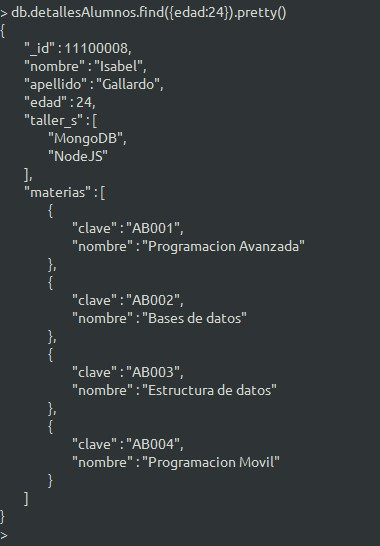 > db.detallesAlumnos.find({edad:24}).pretty()
{
"_id" : 11100008,
"nombre" : "Isabel",
"apellido" : "Gallardo",
"edad" : 24,
"taller_s" : [
"MongoDB",
"NodeJS"
],
"materias" : [
{
"clave" : "AB001",
"nombre" : "Programacion Avanzada"
},
{
"clave" : "AB002",
"nombre" : "Bases de datos"
},
{
"clave" : "AB003",
"nombre" : "Estructura de datos"
},
{
"clave" : "AB004",
"nombre" : "Programacion Movil"
}
]
}
>